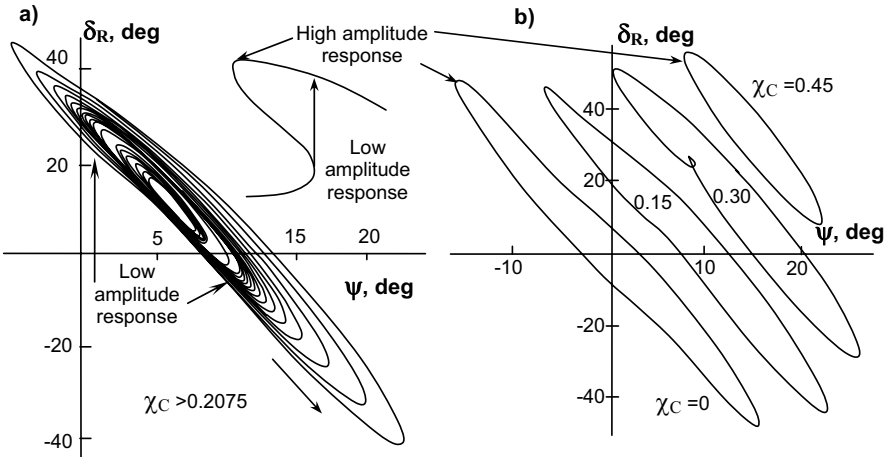 a)
δR, deg
40
20
-20
-40
5
15
20
ψ, deg
Low
amplitude
response
χC >0.2075
High amplitude
response
Low
amplitude
response
b)
δR, deg
40
20
-20
-40
-10
10
20
ψ, deg
χC =0.45
0.30
0.15
χC =0